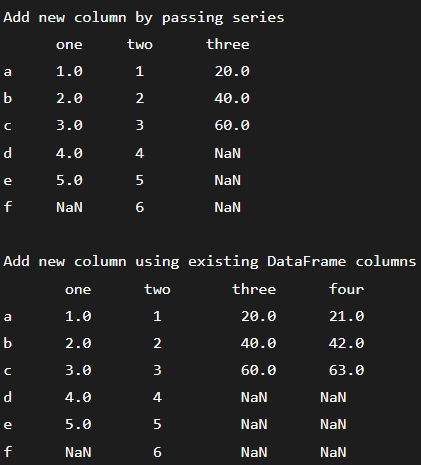 Add new column by passing series
one two three
a 1.0 1 20.0
b 2.0 2 40.0
c 3.0 3 60.0
d 4.0 4 NaN
e 5.0 5 NaN
f NaN 6 NaN
Add new column using existing DataFrame columns
one two three four
a 1.0 1 20.0 21.0
b 2.0 2 40.0 42.0
c 3.0 3 60.0 63.0
d 4.0 4 NaN NaN
e 5.0 5 NaN NaN
f NaN 6 NaN NaN